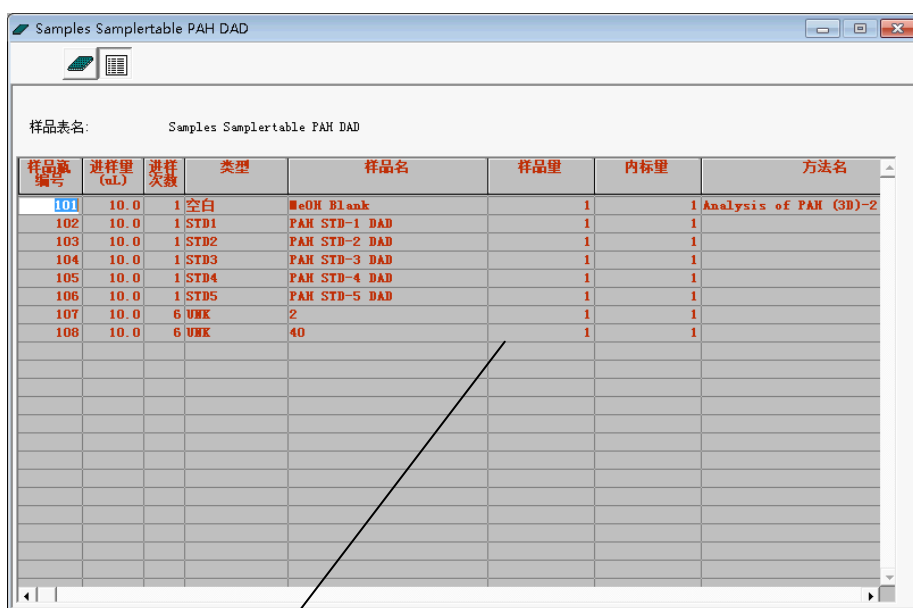 Samples Samplertable PAH DAD
样品表名: Samples Samplertable PAH DAD
样品瓶编号 进样量(uL) 进样次数 类型 样品名 样品量 内标量 方法名
101 10.0 1 空白 MeOH Blank 1 1 Analysis of PAH (3D)-2
102 10.0 1 STD1 PAH STD-1 DAD 1 1
103 10.0 1 STD2 PAH STD-2 DAD 1 1
104 10.0 1 STD3 PAH STD-3 DAD 1 1
105 10.0 1 STD4 PAH STD-4 DAD 1 1
106 10.0 1 STD5 PAH STD-5 DAD 1 1
107 10.0 6 UNK 2 1 1
108 10.0 6 UNK 40 1 1